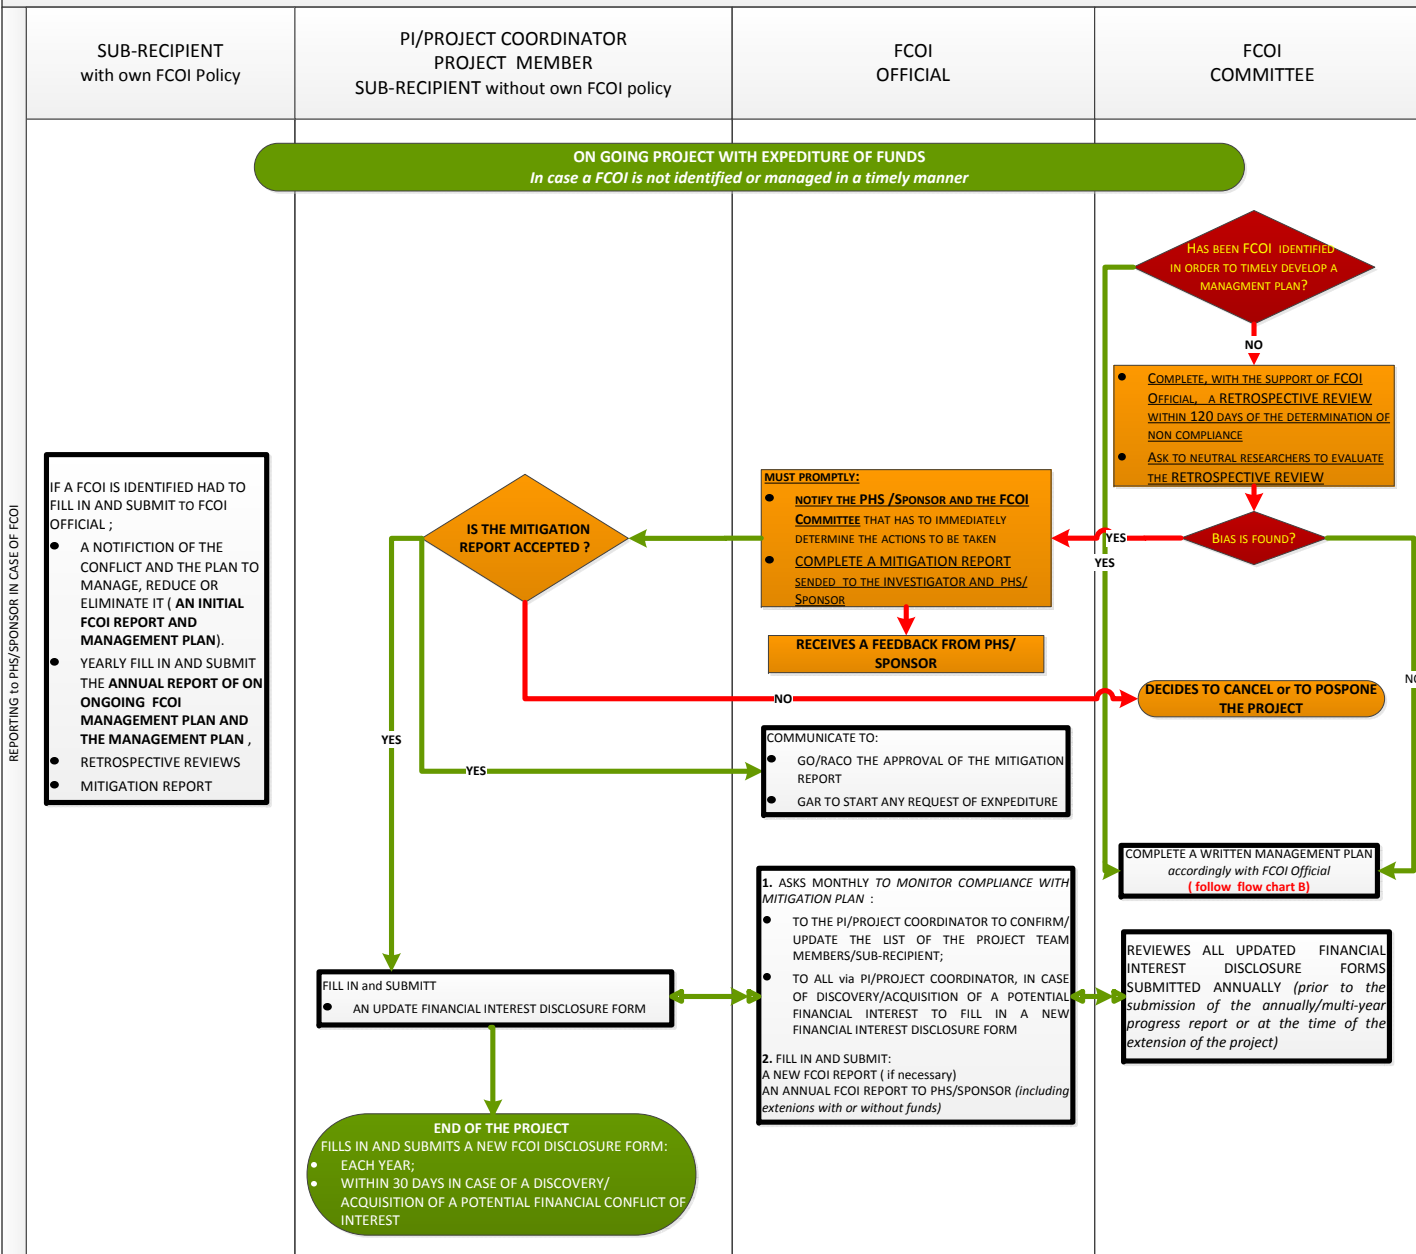 SUB-RECIPIENT
with own FCOI Policy
PI/PROJECT COORDINATOR
PROJECT MEMBER
SUB-RECIPIENT without own FCOI policy
FCOI
OFFICIAL
FCOI
COMMITTEE
REPORTING to PHS/SPONSOR IN CASE OF FCOI
ON GOING PROJECT WITH EXPEDITURE OF FUNDS
In case a FCOI is not identified or managed in a timely manner
HAS BEEN FCOI IDENTIFIED
IN ORDER TO TIMELY DEVELOP A
MANAGMENT PLAN?
NO
• COMPLETE, WITH THE SUPPORT OF FCOI
OFFICIAL, A RETROSPECTIVE REVIEW
WITHIN 120 DAYS OF THE DETERMINATION OF
NON COMPLIANCE
• ASK TO NEUTRAL RESEARCHERS TO EVALUATE
THE RETROSPECTIVE REVIEW
BIAS IS FOUND?
YES
YES
NO
MUST PROMPTLY:
• NOTIFY THE PHS /SPONSOR AND THE FCOI
COMMITTEE THAT HAS TO IMMEDIATELY
DETERMINE THE ACTIONS TO BE TAKEN
• COMPLETE A MITIGATION REPORT
SENDED TO THE INVESTIGATOR AND PHS/
SPONSOR
RECEIVES A FEEDBACK FROM PHS/
SPONSOR
IS THE MITIGATION
REPORT ACCEPTED ?
NO
DECIDES TO CANCEL or TO POSPONE
THE PROJECT
YES
YES
IF A FCOI IS IDENTIFIED HAD TO
FILL IN AND SUBMIT TO FCOI
OFFICIAL ;
• A NOTIFICTION OF THE
CONFLICT AND THE PLAN TO
MANAGE, REDUCE OR
ELIMINATE IT ( AN INITIAL
FCOI REPORT AND
MANAGEMENT PLAN).
• YEARLY FILL IN AND SUBMIT
THE ANNUAL REPORT OF ON
ONGOING FCOI
MANAGEMENT PLAN AND
THE MANAGEMENT PLAN ,
• RETROSPECTIVE REVIEWS
• MITIGATION REPORT
COMMUNICATE TO:
• GO/RACO THE APPROVAL OF THE MITIGATION
REPORT
• GAR TO START ANY REQUEST OF EXNPEDITURE
COMPLETE A WRITTEN MANAGEMENT PLAN
accordingly with FCOI Official
( follow flow chart B)
1. ASKS MONTHLY TO MONITOR COMPLIANCE WITH
MITIGATION PLAN :
• TO THE PI/PROJECT COORDINATOR TO CONFIRM/
UPDATE THE LIST OF THE PROJECT TEAM
MEMBERS/SUB-RECIPIENT;
• TO ALL via PI/PROJECT COORDINATOR, IN CASE
OF DISCOVERY/ACQUISITION OF A POTENTIAL
FINANCIAL INTEREST TO FILL IN A NEW
FINANCIAL INTEREST DISCLOSURE FORM
2. FILL IN AND SUBMIT:
A NEW FCOI REPORT ( if necessary)
AN ANNUAL FCOI REPORT TO PHS/SPONSOR (including
extenions with or without funds)
REVIEWES ALL UPDATED FINANCIAL
INTEREST DISCLOSURE FORMS
SUBMITTED ANNUALLY (prior to the
submission of the annually/multi-year
progress report or at the time of the
extension of the project)
FILL IN and SUBMITT
• AN UPDATE FINANCIAL INTEREST DISCLOSURE FORM
END OF THE PROJECT
FILLS IN AND SUBMITS A NEW FCOI DISCLOSURE FORM:
• EACH YEAR;
• WITHIN 30 DAYS IN CASE OF A DISCOVERY/
ACQUISITION OF A POTENTIAL FINANCIAL CONFLICT OF
INTEREST